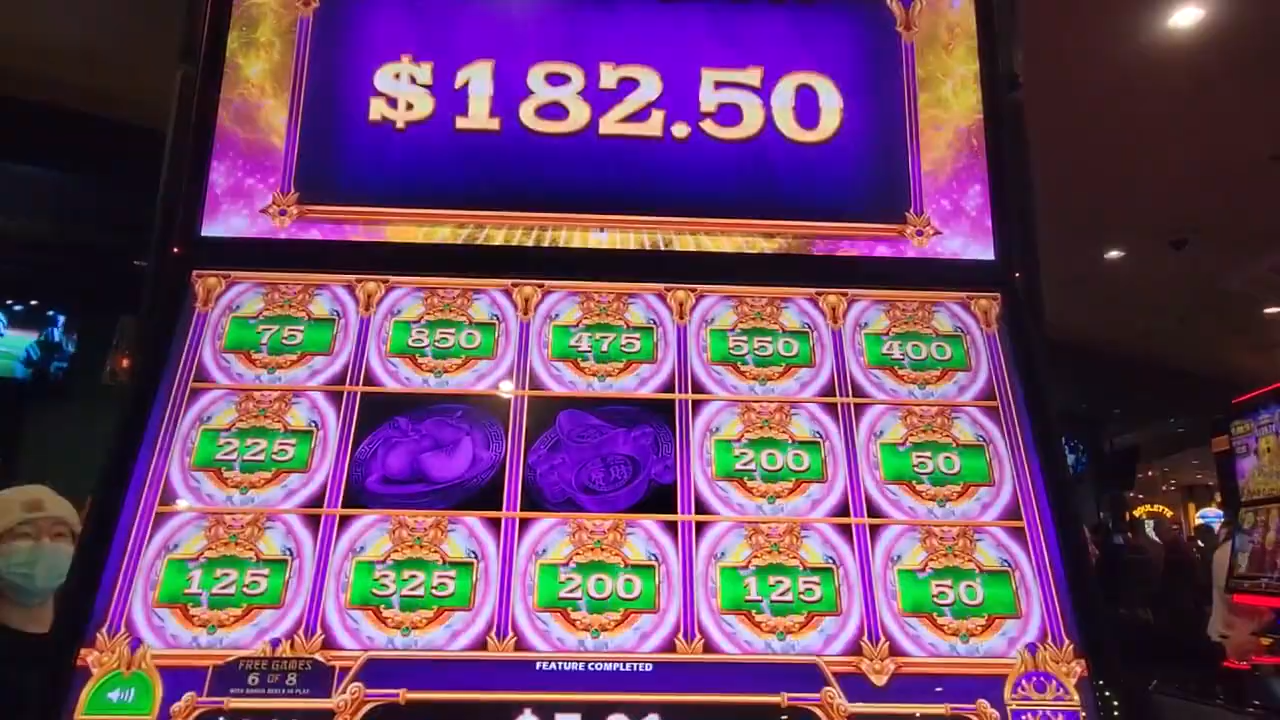 $182.50
75 850 475 550 400
225 200 50
125 325 200 125 50
FREE GAMES
6 OF 8
FEATURE COMPLETED
ROULETTE